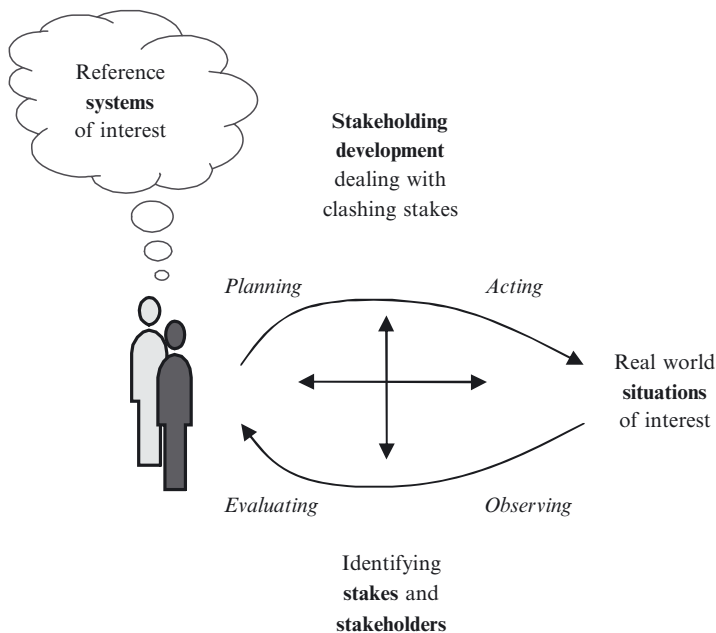 Reference
systems
of interest
Stakeholding
development
dealing with
clashing stakes
Planning
Acting
Real world
situations
of interest
Evaluating
Observing
Identifying
stakes and
stakeholders